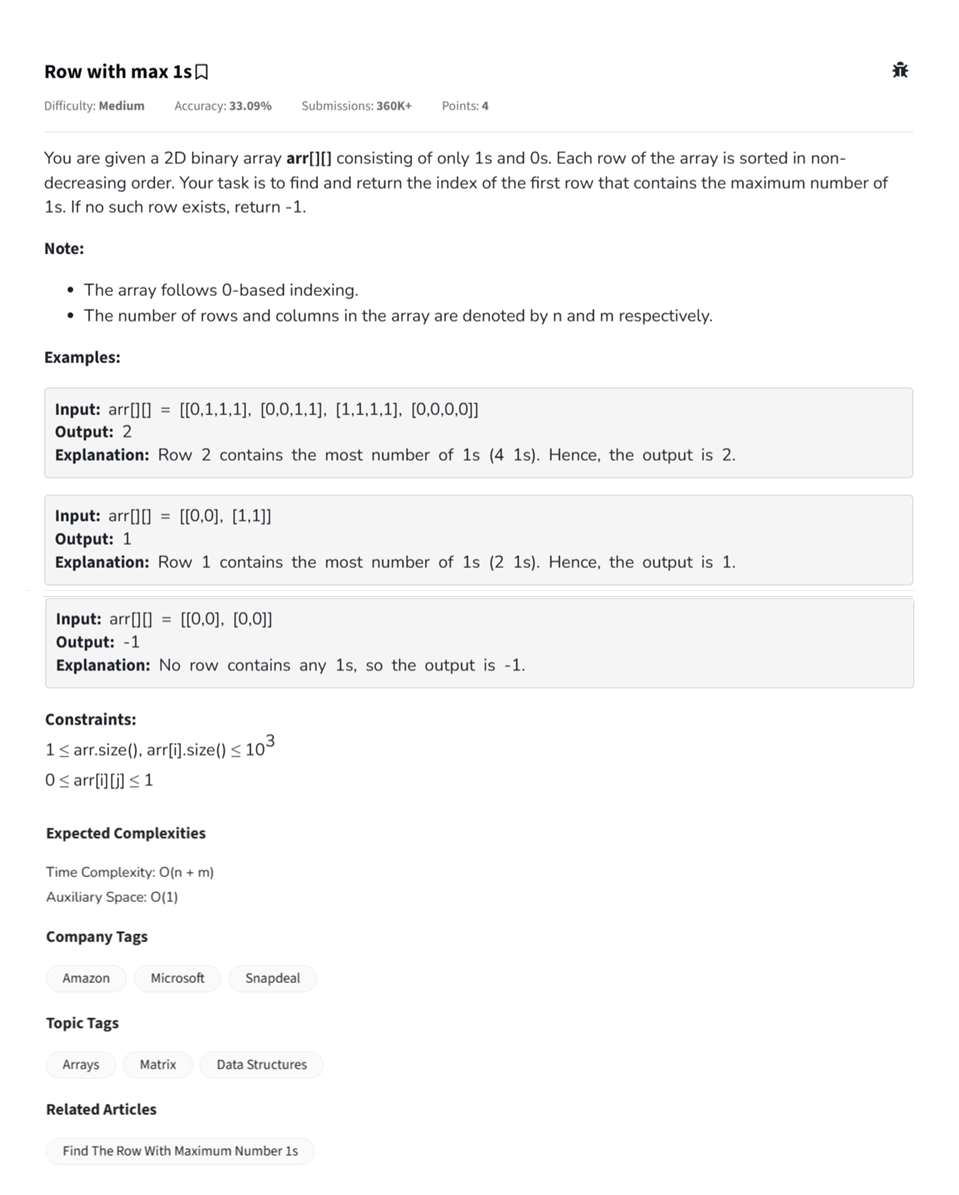 Row with max 1s
Difficulty: Medium Accuracy: 33.09% Submissions: 360K+ Points: 4
You are given a 2D binary array arr[][] consisting of only 1s and 0s. Each row of the array is sorted in non-
decreasing order. Your task is to find and return the index of the first row that contains the maximum number of
1s. If no such row exists, return -1.
Note:
• The array follows 0-based indexing.
• The number of rows and columns in the array are denoted by n and m respectively.
Examples:
Input: arr[][] = [[0,1,1,1], [0,0,1,1], [1,1,1,1], [0,0,0,0]]
Output: 2
Explanation: Row 2 contains the most number of 1s (4 1s). Hence, the output is 2.
Input: arr[][] = [[0,0], [1,1]]
Output: 1
Explanation: Row 1 contains the most number of 1s (2 1s). Hence, the output is 1.
Input: arr[][] = [[0,0], [0,0]]
Output: -1
Explanation: No row contains any 1s, so the output is -1.
Constraints:
1 ≤ arr.size(), arr[i].size() ≤ 10³
0 ≤ arr[i][j] ≤ 1
Expected Complexities
Time Complexity: O(n + m)
Auxiliary Space: O(1)
Company Tags
Amazon Microsoft Snapdeal
Topic Tags
Arrays Matrix Data Structures
Related Articles
Find The Row With Maximum Number 1s